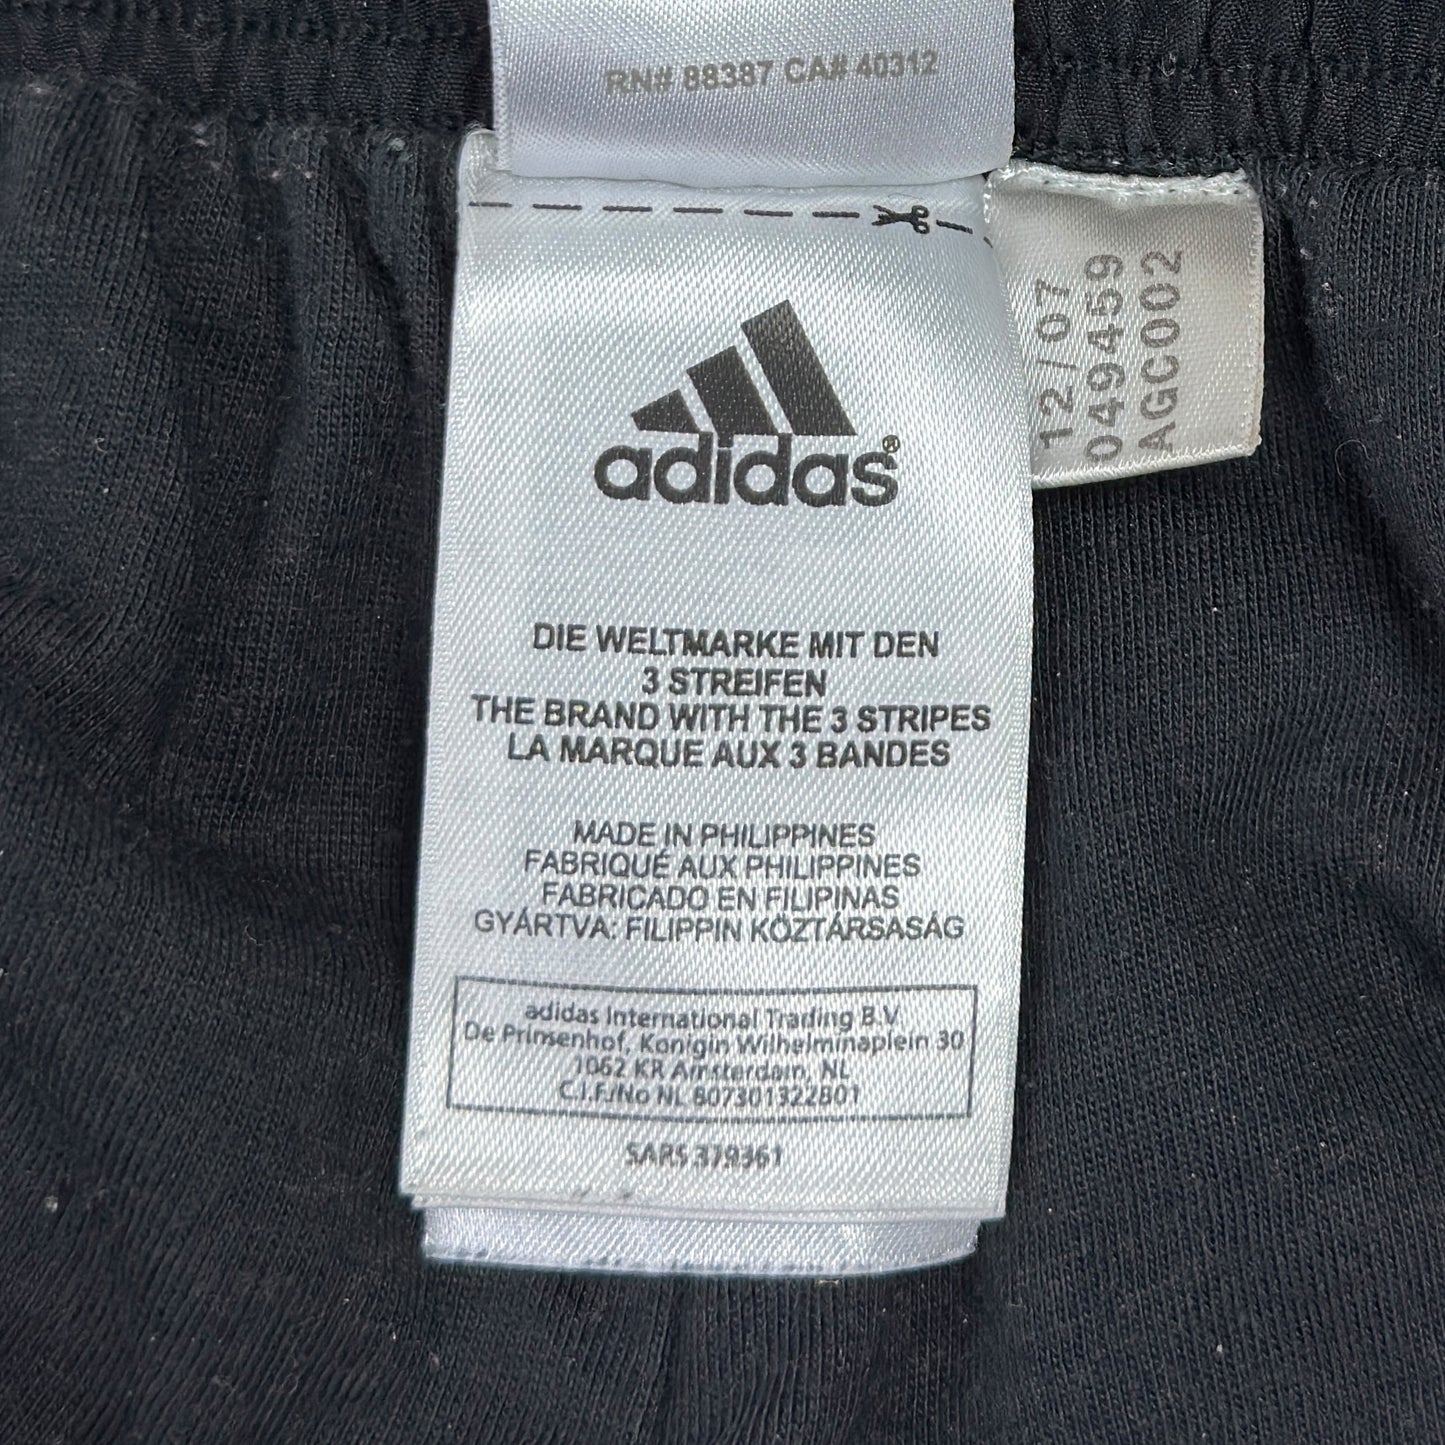 RN# 88387 CA# 40312
adidas®
DIE WELTMARKE MIT DEN
3 STREIFEN
THE BRAND WITH THE 3 STRIPES
LA MARQUE AUX 3 BANDES
MADE IN PHILIPPINES
FABRIQUÉ AUX PHILIPPINES
FABRICADO EN FILIPINAS
GYÁRTVA: FILIPPIN KÖZTÁRSASÁG
adidas International Trading B.V
De Prinsenhof, Konigin Wilhelminaplein 30
1062 KR Amsterdam, NL
C.I.F./No NL 807301322B01
SARS 379361
12/07
049459
AGC002